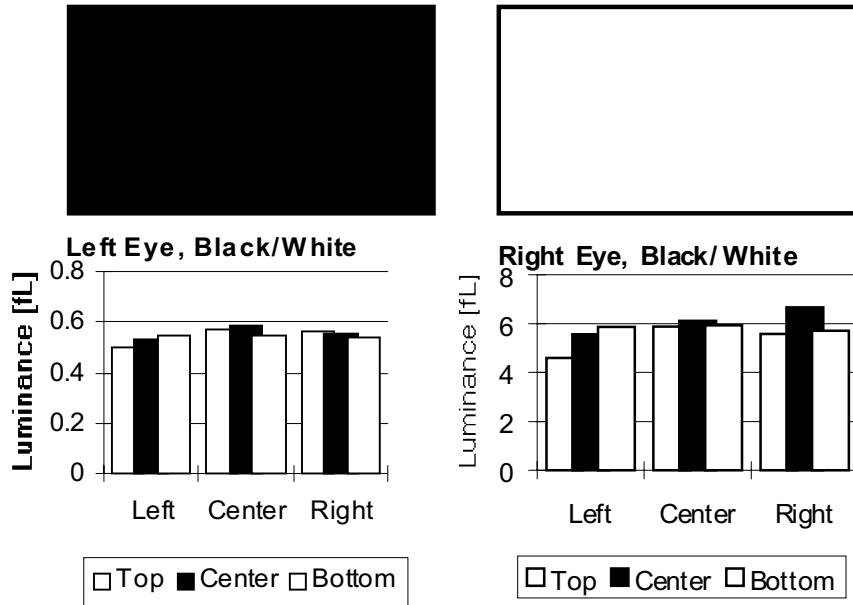 Left Eye, Black/White
Luminance [fL]
0.8
0.6
0.4
0.2
0
Left Center Right
Top Center Bottom
Right Eye, Black/White
Luminance [fL]
8
6
4
2
0
Left Center Right
Top Center Bottom